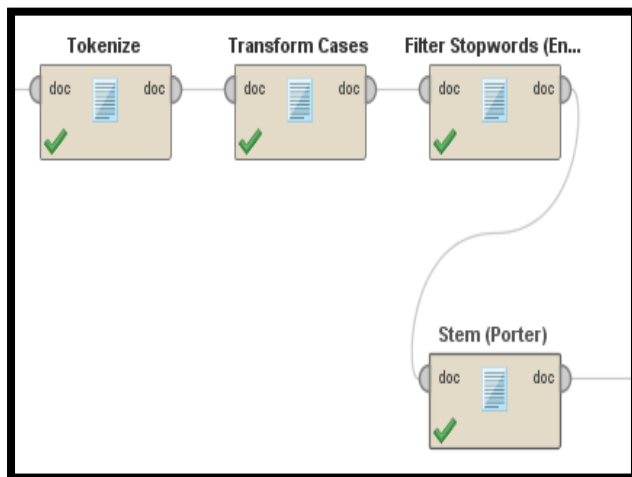 Tokenize
Transform Cases
Filter Stopwords (En...
doc doc
doc doc
doc doc
Stem (Porter)
doc doc